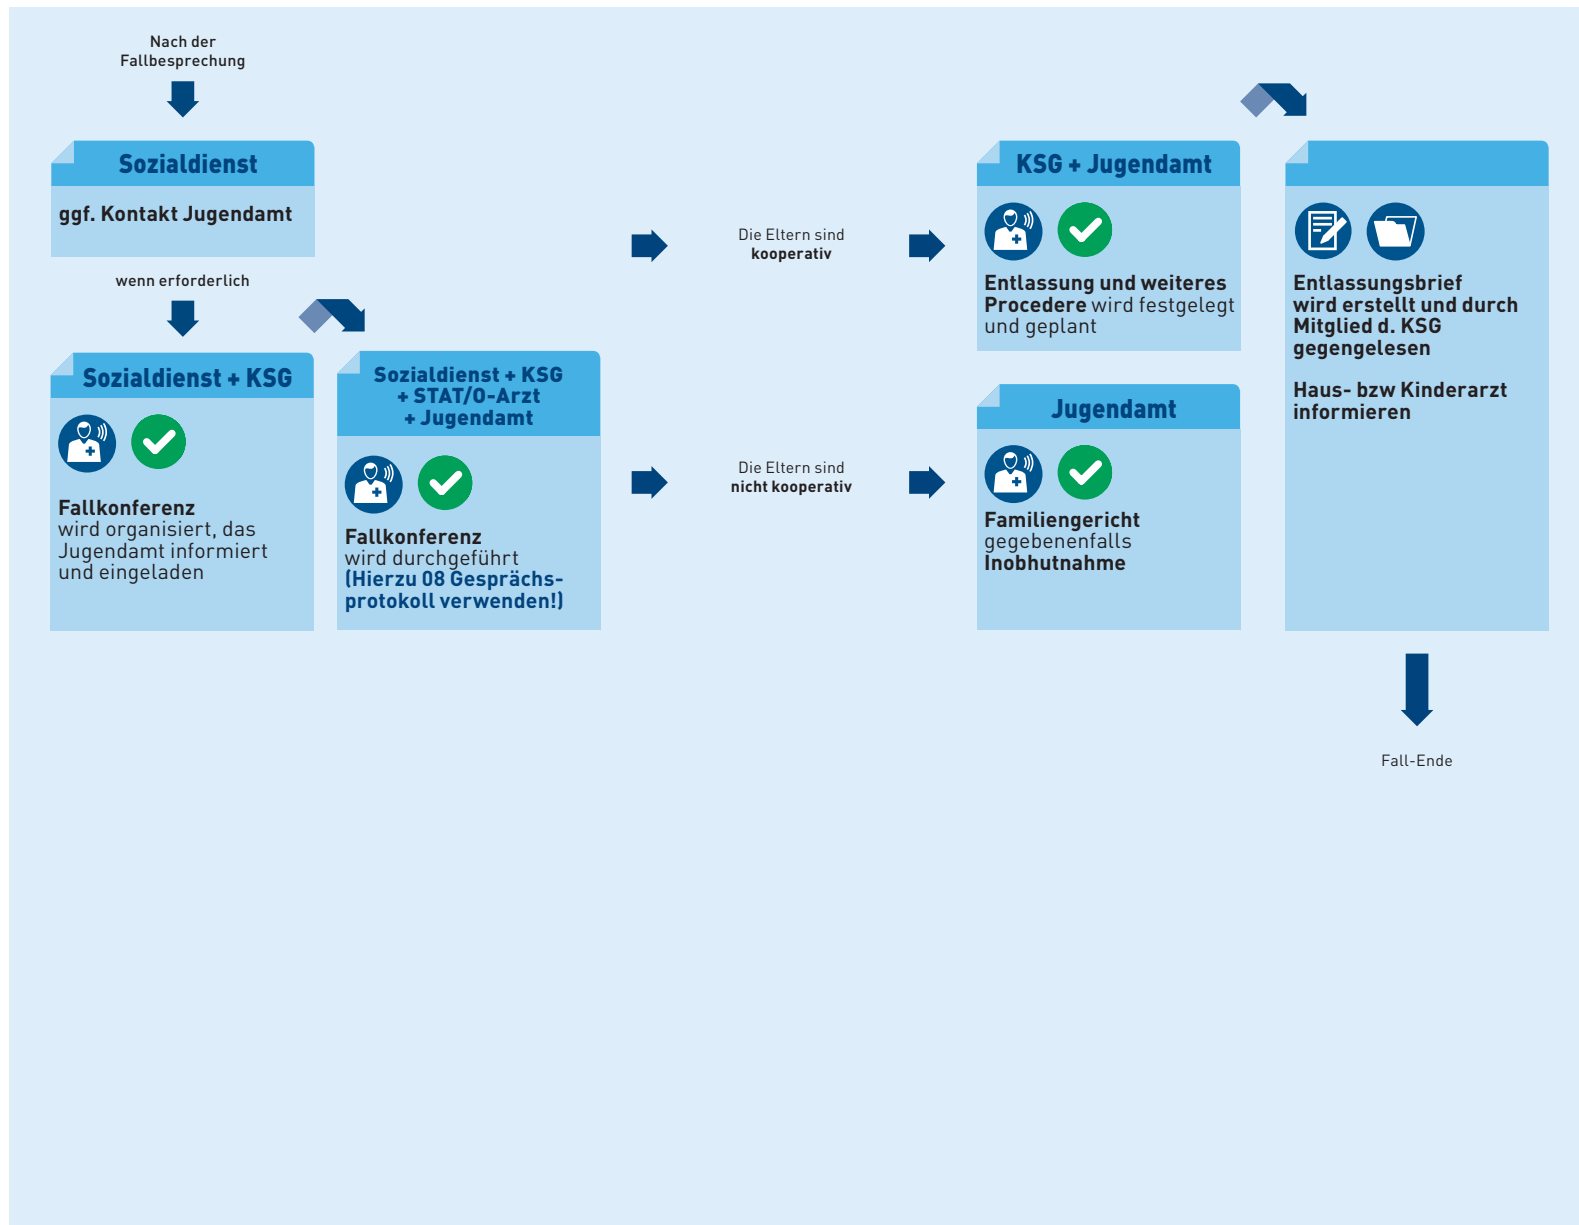 Nach der
Fallbesprechung
Sozialdienst
ggf. Kontakt Jugendamt
wenn erforderlich
Sozialdienst + KSG
Fallkonferenz
wird organisiert, das
Jugendamt informiert
und eingeladen
Sozialdienst + KSG
+ STAT/O-Arzt
+ Jugendamt
Fallkonferenz
wird durchgeführt
(Hierzu 08 Gesprächs-
protokoll verwenden!)
Die Eltern sind
kooperativ
Die Eltern sind
nicht kooperativ
KSG + Jugendamt
Entlassung und weiteres
Procedere wird festgelegt
und geplant
Jugendamt
Familiengericht
gegebenenfalls
Inobhutnahme
Entlassungsbrief
wird erstellt und durch
Mitglied d. KSG
gegengelesen
Haus- bzw Kinderarzt
informieren
Fall-Ende